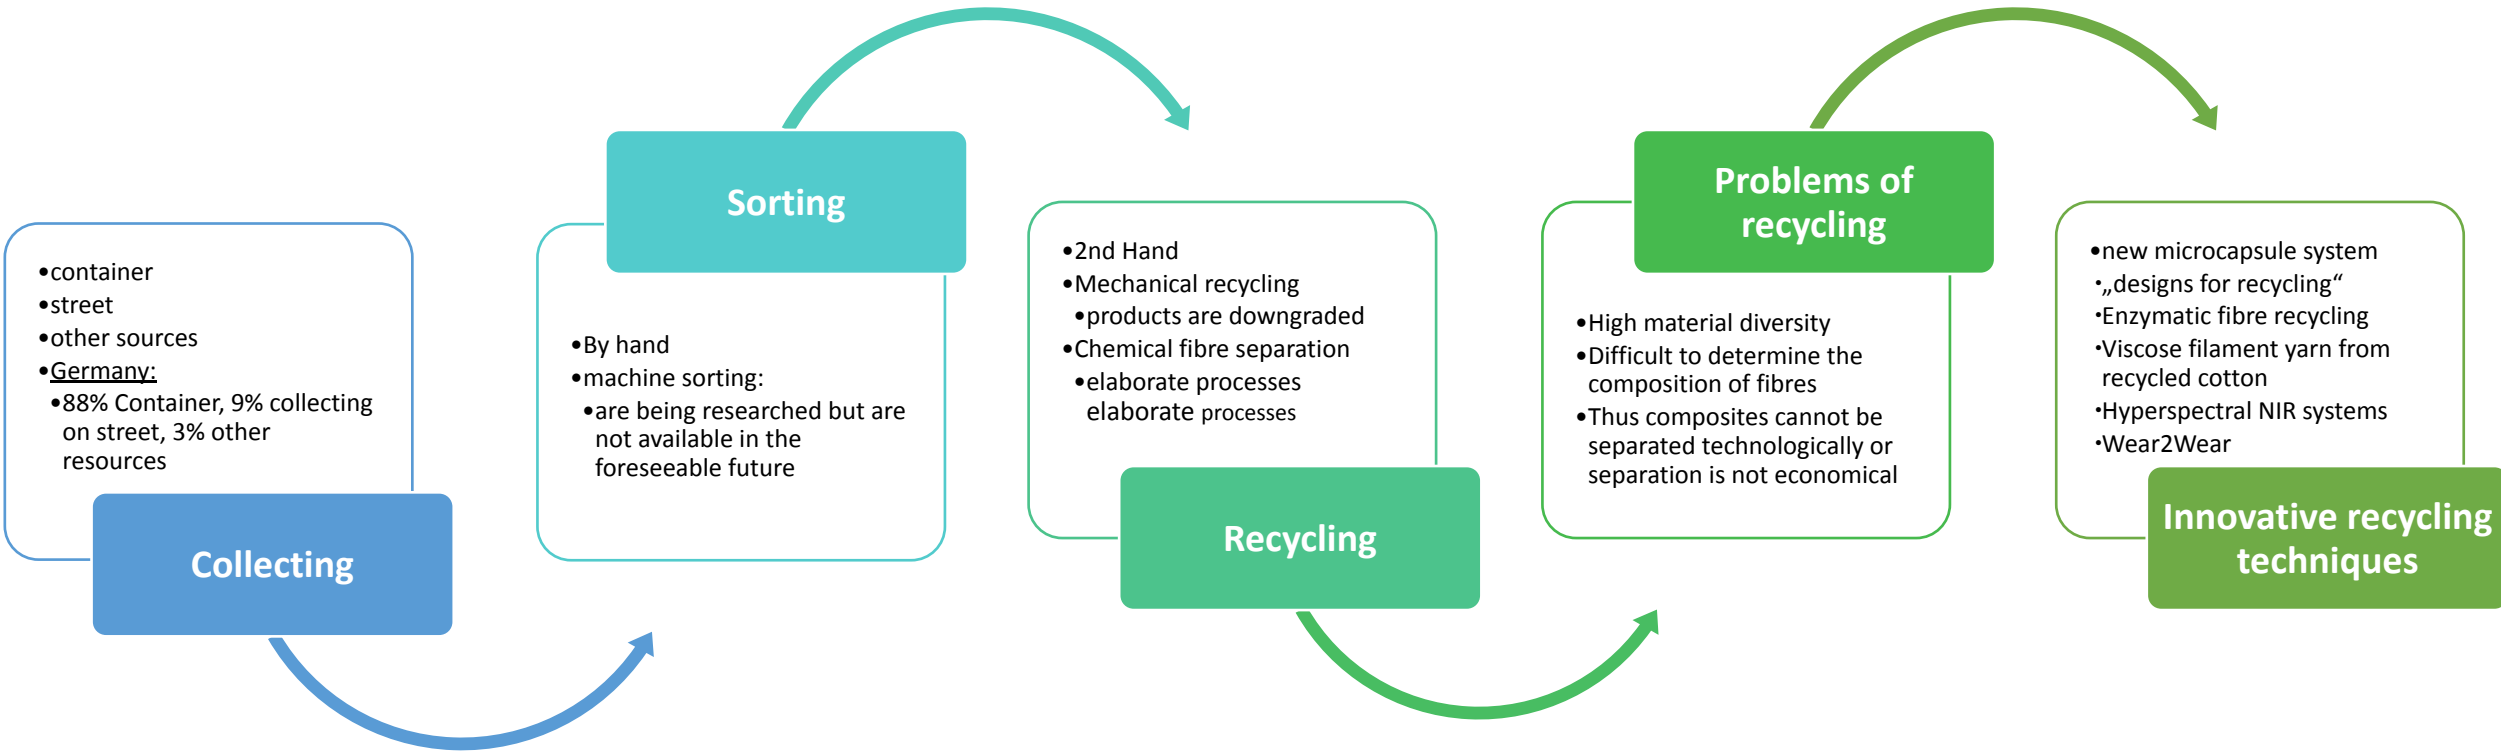 •container
•street
•other sources
•Germany:
•88% Container, 9% collecting
on street, 3% other
resources
Collecting
Sorting
•By hand
•machine sorting:
•are being researched but are
not available in the
foreseeable future
•2nd Hand
•Mechanical recycling
•products are downgraded
•Chemical fibre separation
•elaborate processes
elaborate processes
Recycling
Problems of
recycling
•High material diversity
•Difficult to determine the
composition of fibres
•Thus composites cannot be
separated technologically or
separation is not economical
•new microcapsule system
•„designs for recycling“
•Enzymatic fibre recycling
•Viscose filament yarn from
recycled cotton
•Hyperspectral NIR systems
•Wear2Wear
Innovative recycling
techniques